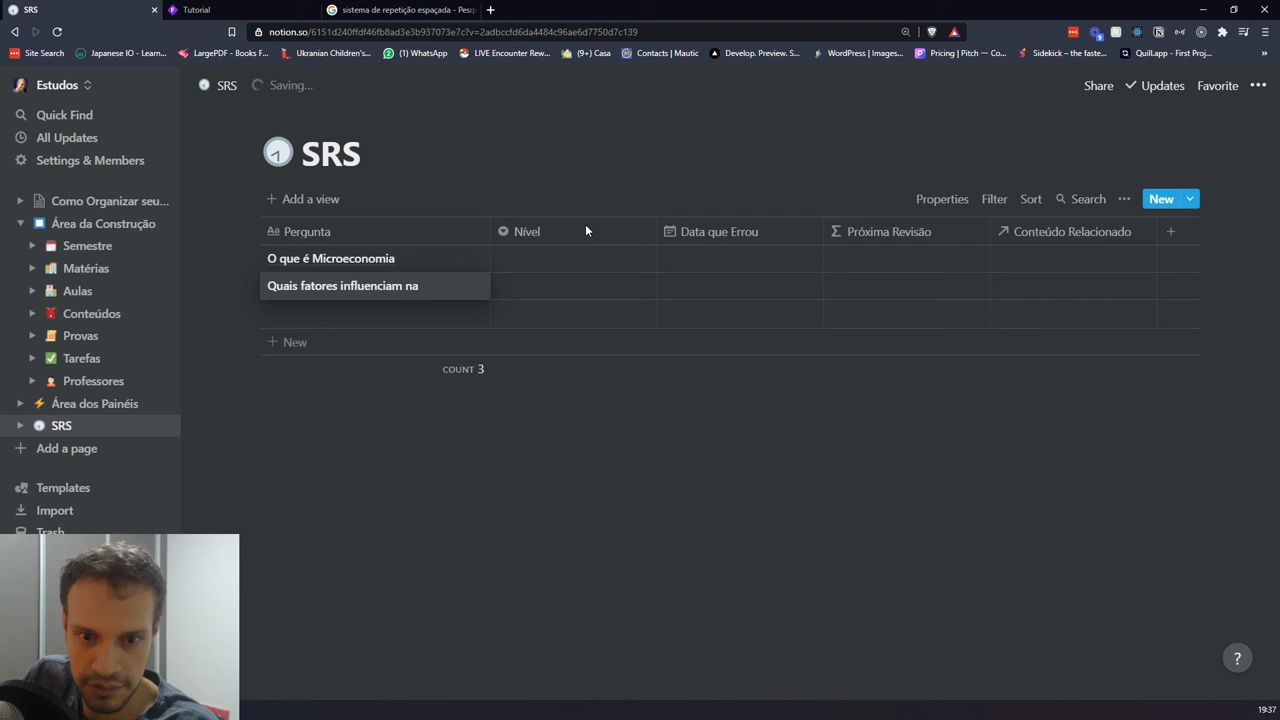 SRS
Tutorial
sistema de repetição espaçada - Pesq
notion.so/6151d240ffdf46fb8ad3e3b937073e7c?v=2adbccfd6da4484c96ae6d7750d7c139
Site Search
Japanese IO - Learn...
LargePDF - Books F...
Ukranian Children's...
(1) WhatsApp
LIVE Encounter Rew...
(9+) Casa
Contacts | Mautic
Develop. Preview. S...
WordPress | Images...
Pricing | Pitch — Co...
Sidekick – the faste...
Quill.app - First Proj...
»
Estudos
SRS
Saving...
Share
Updates
Favorite
Quick Find
All Updates
Settings & Members
Como Organizar seu...
Área da Construção
Semestre
Matérias
Aulas
Conteúdos
Provas
Tarefas
Professores
Área dos Painéis
SRS
Add a page
Templates
Import
Trash
SRS
Add a view
Properties
Filter
Sort
Search
New
Aa Pergunta
Nível
Data que Errou
Próxima Revisão
Conteúdo Relacionado
O que é Microeconomia
Quais fatores influenciam na
New
COUNT 3
?
19:37